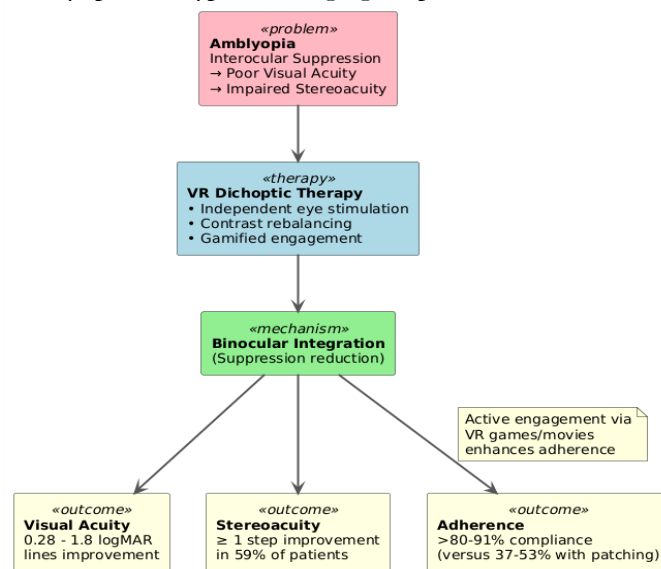 «problem»
Amblyopia
Interocular Suppression
→ Poor Visual Acuity
→ Impaired Stereoacuity
«therapy»
VR Dichoptic Therapy
• Independent eye stimulation
• Contrast rebalancing
• Gamified engagement
«mechanism»
Binocular Integration
(Suppression reduction)
Active engagement via
VR games/movies
enhances adherence
«outcome»
Visual Acuity
0.28 - 1.8 logMAR
lines improvement
«outcome»
Stereoacuity
≥ 1 step improvement
in 59% of patients
«outcome»
Adherence
>80-91% compliance
(versus 37-53% with patching)